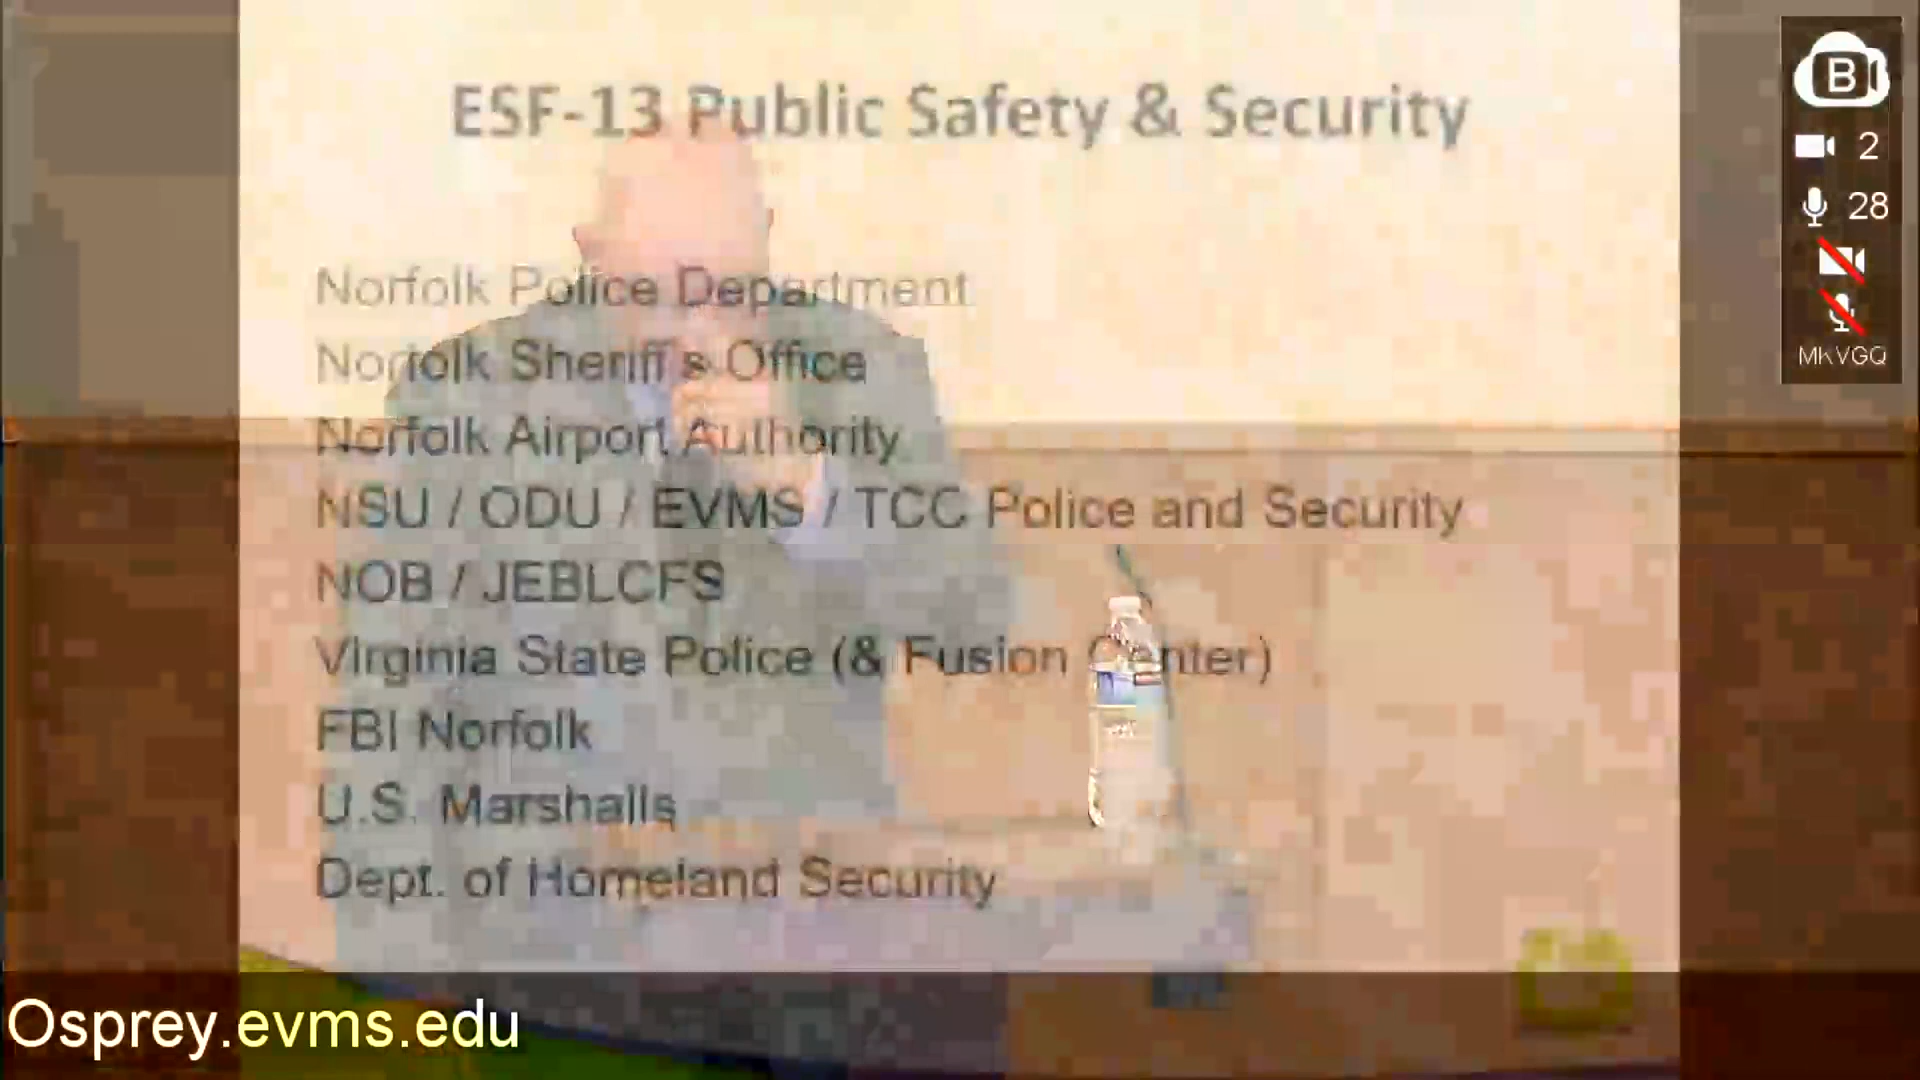 ESF-13 Public Safety & Security
Norfolk Police Department
Norfolk Sheriff's Office
Norfolk Airport Authority
NSU / ODU / EVMS / TCC Police and Security
NOB / JEBLCFS
Virginia State Police (& Fusion Center)
FBI Norfolk
U.S. Marshalls
Dept. of Homeland Security
B
2
28
MKVGQ
Osprey.evms.edu